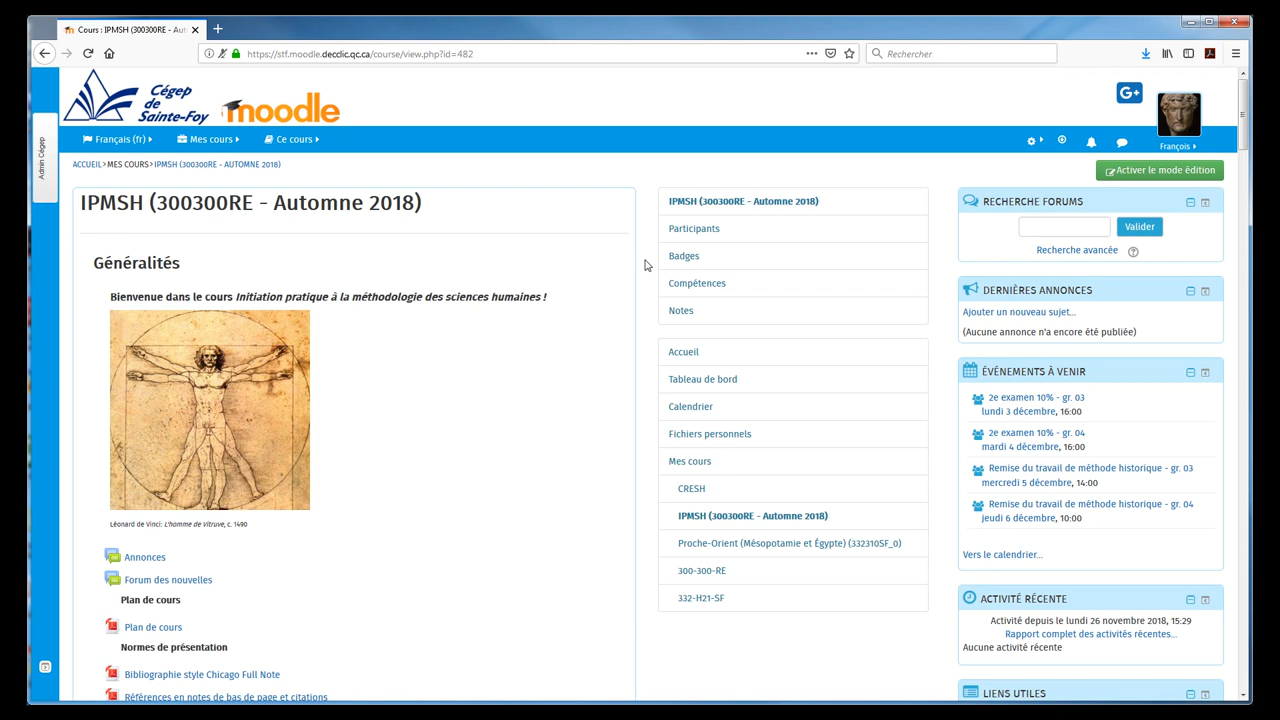 Cours : IPMSH (300300RE - Aut
https://stf.moodle.decclic.qc.ca/course/view.php?id=482
Rechercher
Cégep
de
Sainte-Foy
moodle
G+
Admin Cégep
Français (fr)
Mes cours
Ce cours
François
ACCUEIL > MES COURS > IPMSH (300300RE - AUTOMNE 2018)
Activer le mode édition
IPMSH (300300RE - Automne 2018)
Généralités
Bienvenue dans le cours Initiation pratique à la méthodologie des sciences humaines !
Léonard de Vinci: L'homme de Vitruve, c. 1490
Annonces
Forum des nouvelles
Plan de cours
Plan de cours
Normes de présentation
Bibliographie style Chicago Full Note
Références en notes de bas de page et citations
IPMSH (300300RE - Automne 2018)
Participants
Badges
Compétences
Notes
Accueil
Tableau de bord
Calendrier
Fichiers personnels
Mes cours
CRESH
IPMSH (300300RE - Automne 2018)
Proche-Orient (Mésopotamie et Égypte) (332310SF_0)
300-300-RE
332-H21-SF
RECHERCHE FORUMS
Valider
Recherche avancée
DERNIÈRES ANNONCES
Ajouter un nouveau sujet...
(Aucune annonce n'a encore été publiée)
ÉVÉNEMENTS À VENIR
2e examen 10% - gr. 03
lundi 3 décembre, 16:00
2e examen 10% - gr. 04
mardi 4 décembre, 16:00
Remise du travail de méthode historique - gr. 03
mercredi 5 décembre, 14:00
Remise du travail de méthode historique - gr. 04
jeudi 6 décembre, 10:00
Vers le calendrier...
ACTIVITÉ RÉCENTE
Activité depuis le lundi 26 novembre 2018, 15:29
Rapport complet des activités récentes...
Aucune activité récente
LIENS UTILES